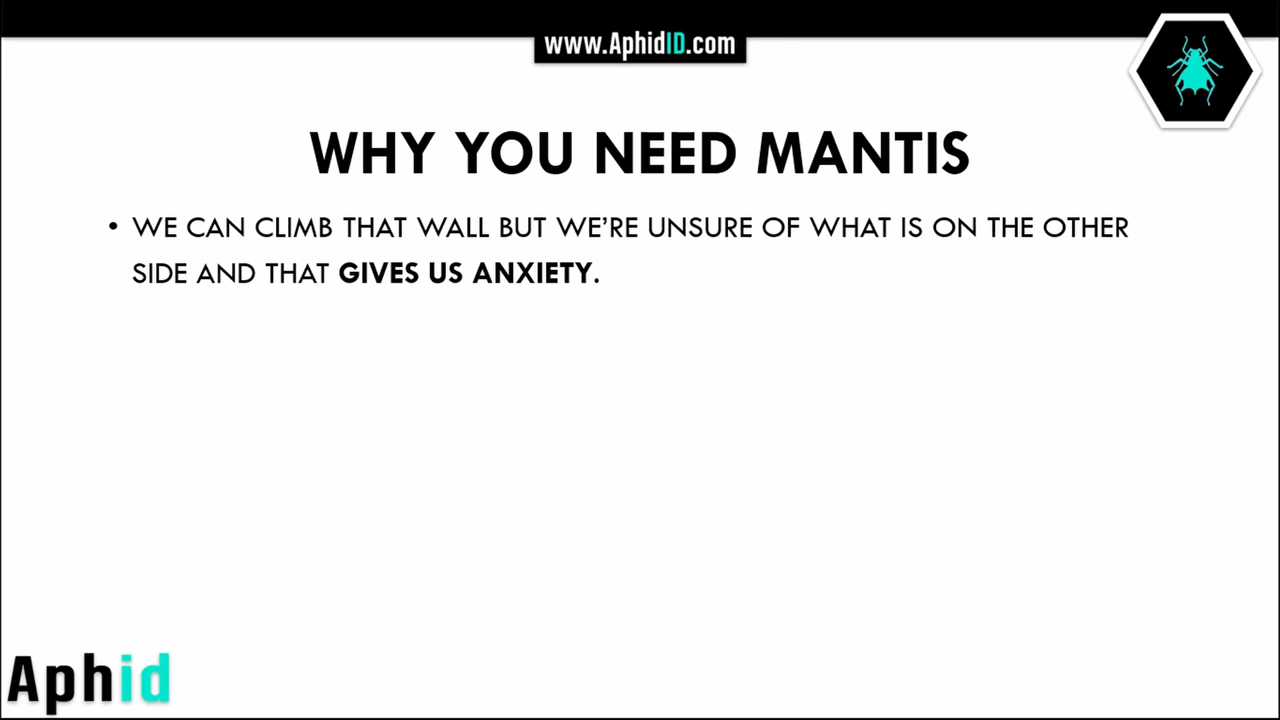 www.AphidID.com
WHY YOU NEED MANTIS
• WE CAN CLIMB THAT WALL BUT WE’RE UNSURE OF WHAT IS ON THE OTHER
SIDE AND THAT GIVES US ANXIETY.
Aphid